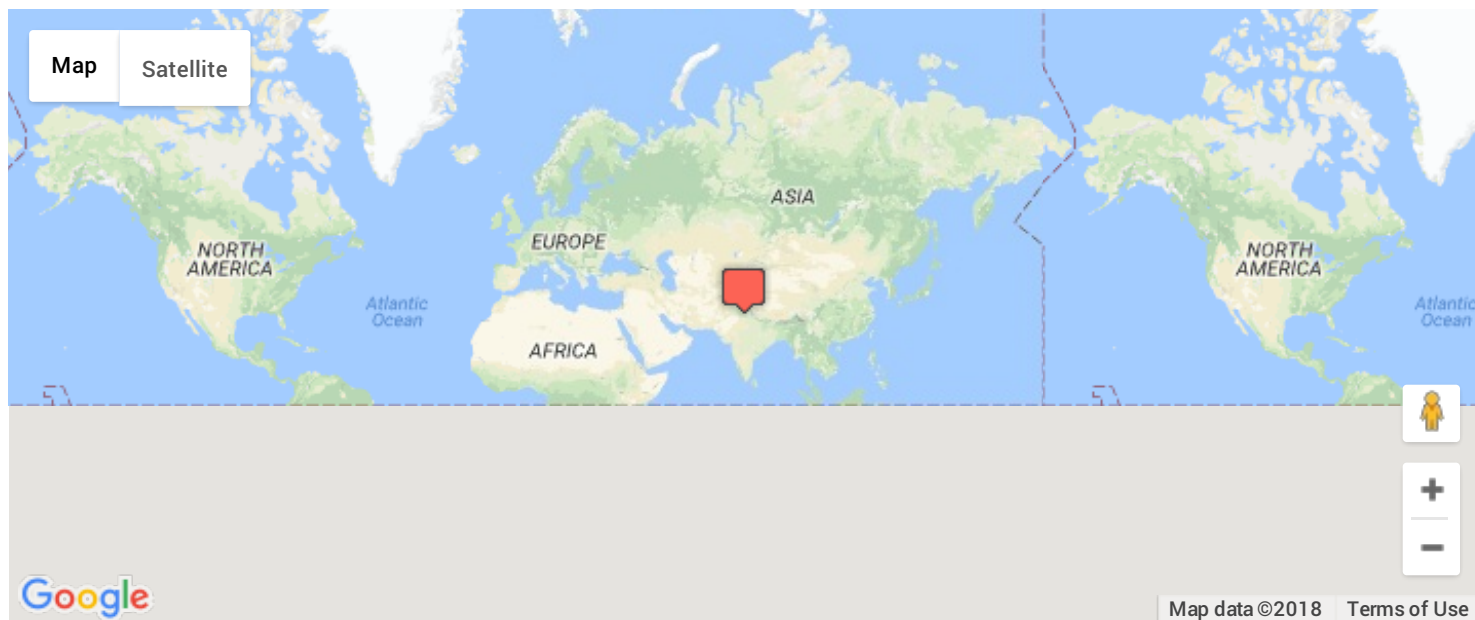 Map
Satellite
ASIA
EUROPE
NORTH
AMERICA
NORTH
AMERICA
Atlantic
Ocean
Atlantic
Ocean
AFRICA
Google
Map data ©2018
Terms of Use